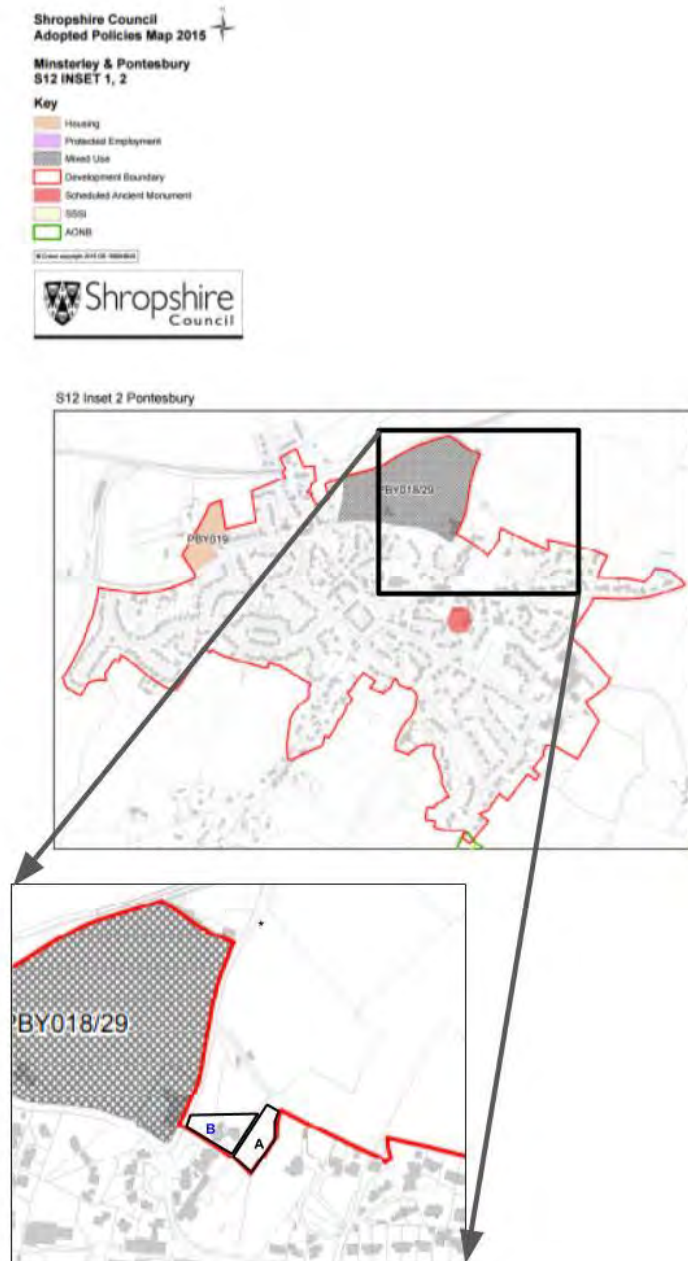 Shropshire Council
Adopted Policies Map 2015
Minsterley & Pontesbury
S12 INSET 1, 2
Key
Housing
Protected Employment
Mixed Use
Development Boundary
Scheduled Ancient Monument
SSSI
AONB
Shropshire
Council
S12 Inset 2 Pontesbury
PBY018/29
PBY019
PBY018/29
B
A